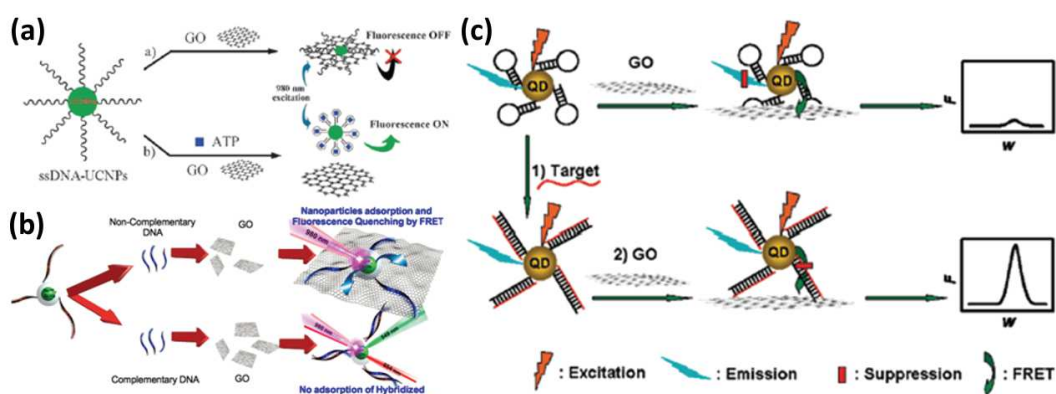 (a)
GO
a)
Fluorescence OFF
980 nm
excitation
ATP
b)
GO
Fluorescence ON
ssDNA-UCNPs
(b)
Non-Complementary
DNA
GO
Nanoparticles adsorption and
Fluorescence Quenching by FRET
980 nm
Complementary DNA
GO
No adsorption of Hybridized
(c)
QD
GO
QD
F
W
1) Target
QD
2) GO
QD
F
W
: Excitation
: Emission
: Suppression
: FRET